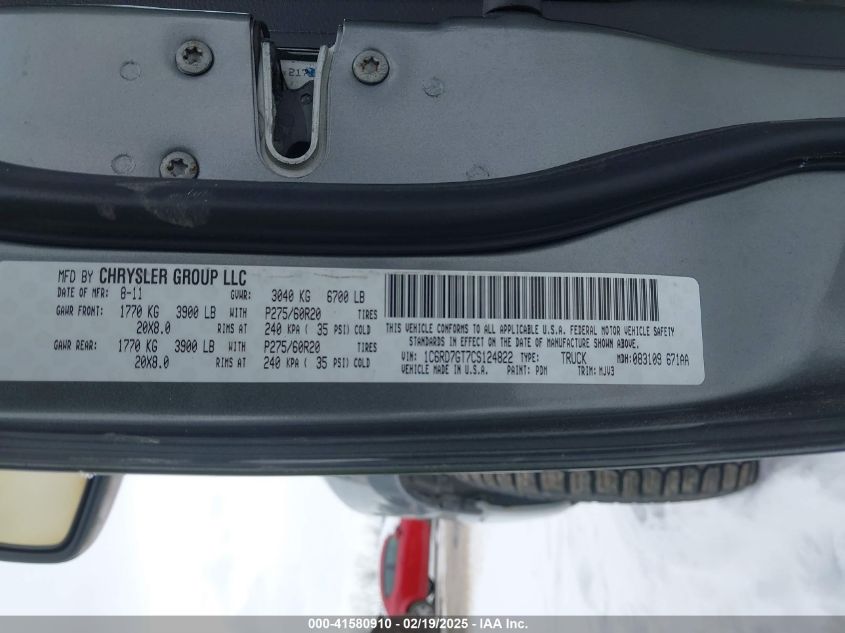 217
MFD BY CHRYSLER GROUP LLC
DATE OF MFR: 8-11 GVWR: 3040 KG 6700 LB
GAWR FRONT: 1770 KG 3900 LB WITH P275/60R20 TIRES
20X8.0 RIMS AT 240 KPA ( 35 PSI) COLD
GAWR REAR: 1770 KG 3900 LB WITH P275/60R20 TIRES
20X8.0 RIMS AT 240 KPA ( 35 PSI) COLD
THIS VEHICLE CONFORMS TO ALL APPLICABLE U.S.A. FEDERAL MOTOR VEHICLE SAFETY
STANDARDS IN EFFECT ON THE DATE OF MANUFACTURE SHOWN ABOVE.
VIN: 1C6RD7GT7CS124822 TYPE: TRUCK MDH: 083109 671AA
VEHICLE MADE IN U.S.A. PAINT: PDM TRIM: MJV3
000-41580910 - 02/19/2025 - IAA Inc.